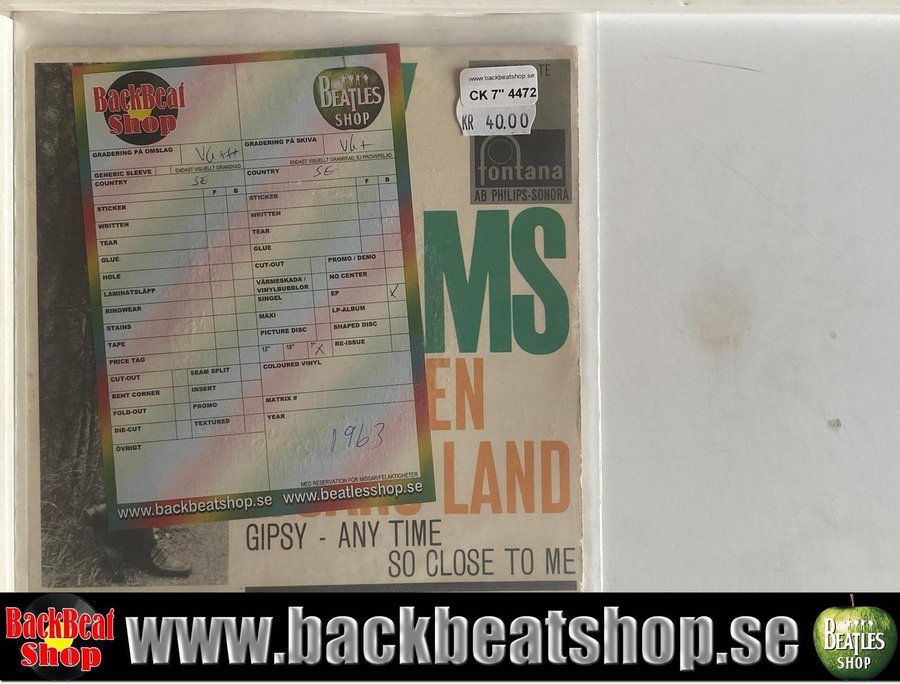 BackBeat
Shop
BEATLES
SHOP
GRADERING PÅ OMSLAG
VG++
GRADERING PÅ SKIVA
VG+
ENDAST VISUELLT GRANSKAD
ENDAST VISUELLT GRANSKAD, EJ PROVSPELAD
GENERIC SLEEVE
COUNTRY
SE
COUNTRY
SE
F B
F B
STICKER
WRITTEN
TEAR
GLUE
HOLE
LAMINATSLÄPP
RINGWEAR
STAINS
TAPE
PRICE TAG
CUT-OUT
BENT CORNER
FOLD-OUT
DIE-CUT
SEAM SPLIT
INSERT
PROMO
TEXTURED
ÖVRIGT
STICKER
WRITTEN
TEAR
GLUE
CUT-OUT
PROMO / DEMO
VÄRMESKADA /
VINYLBUBBLOR
NO CENTER
SINGEL
EP
X
MAXI
LP-ALBUM
PICTURE DISC
SHAPED DISC
12" 10" 7" X
RE-ISSUE
COLOURED VINYL
MATRIX #
YEAR
1963
MED RESERVATION FÖR MISSAR/FELAKTIGHETER
www.backbeatshop.se www.beatlesshop.se
www.backbeatshop.se
CK 7" 4472
KR 40.00
TE
fontana
AB PHILIPS-SONORA
MS
EN
LAND
GIPSY - ANY TIME
SO CLOSE TO ME
BackBeat
Shop
www.backbeatshop.se
BEATLES
SHOP